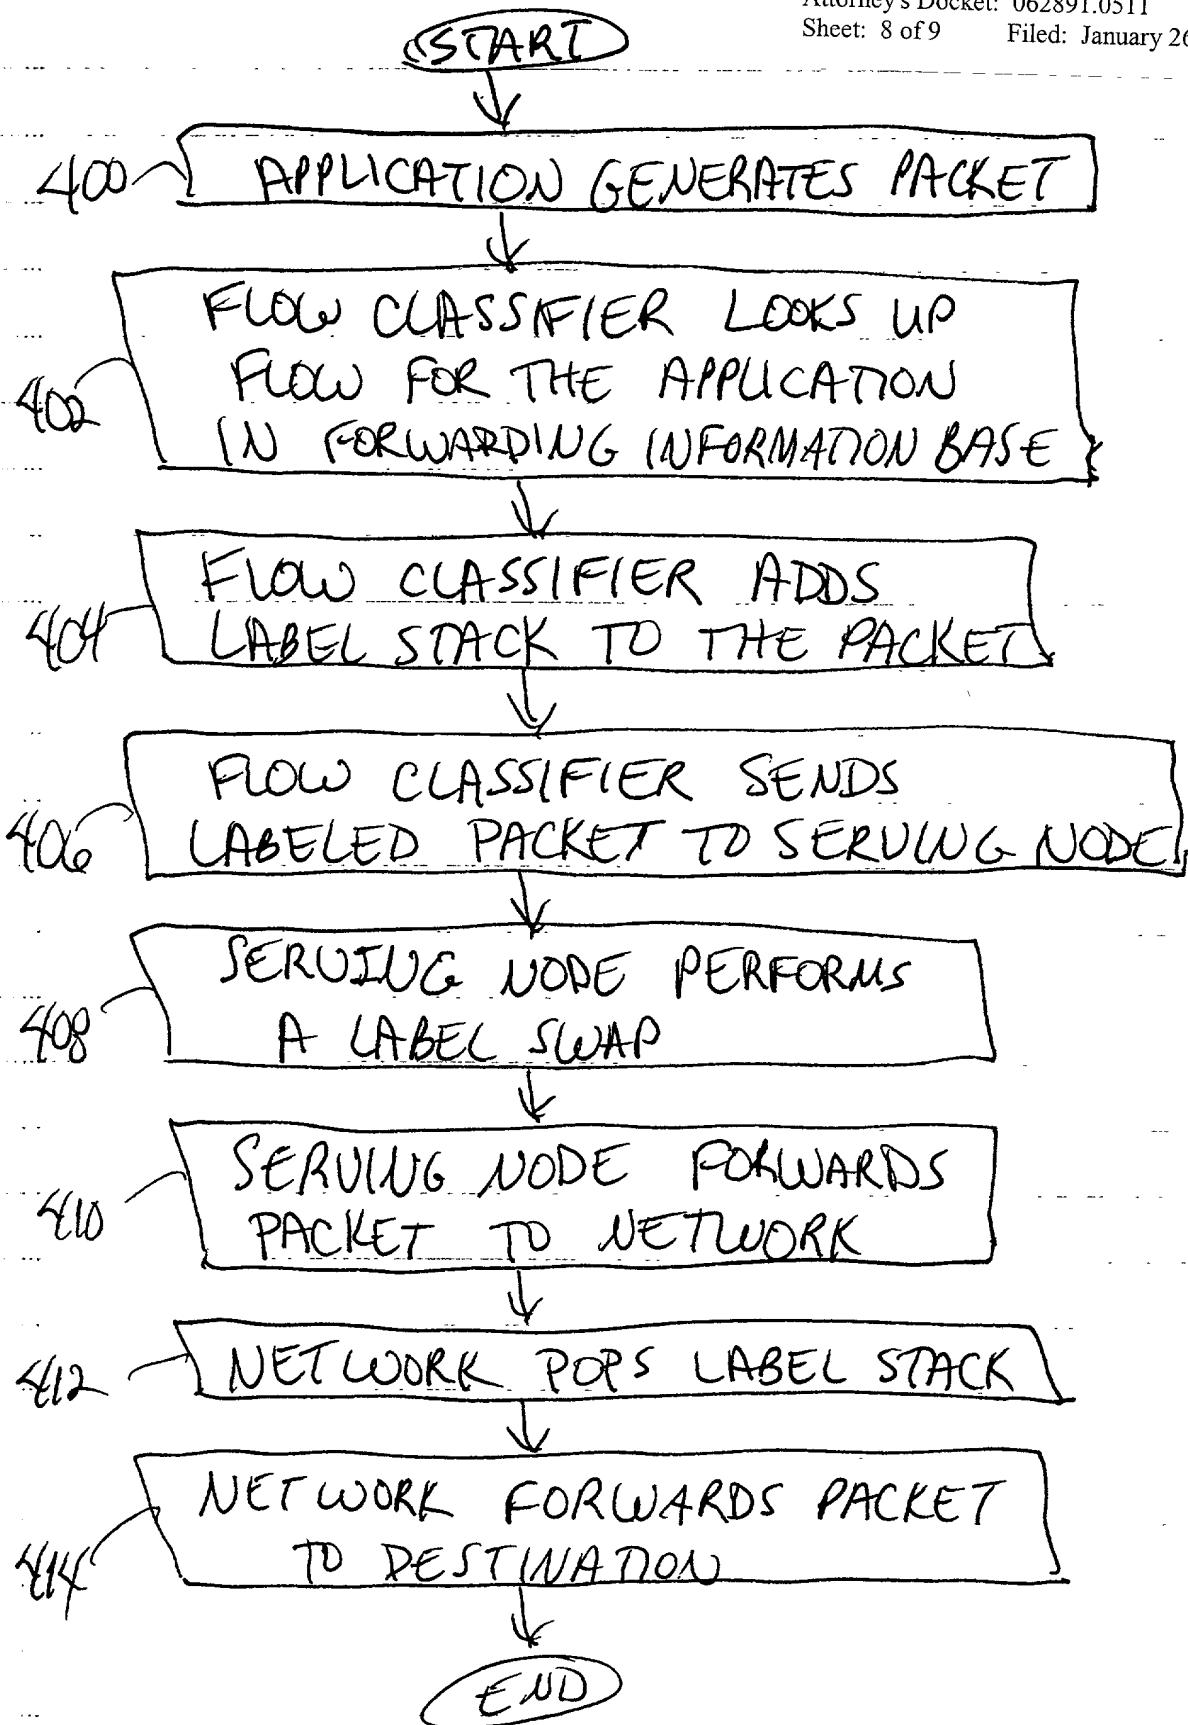 Attorney's Docket: 062891.0511
Sheet: 8 of 9 Filed: January 26
START
400 APPLICATION GENERATES PACKET
FLOW CLASSIFIER LOOKS UP
402 FLOW FOR THE APPLICATION
IN FORWARDING INFORMATION BASE
FLOW CLASSIFIER ADDS
404 LABEL STACK TO THE PACKET
FLOW CLASSIFIER SENDS
406 LABELED PACKET TO SERVING NODE
SERVING NODE PERFORMS
408 A LABEL SWAP
SERVING NODE FORWARDS
410 PACKET TO NETWORK
412 NETWORK POPS LABEL STACK
NETWORK FORWARDS PACKET
414 TO DESTINATION
END